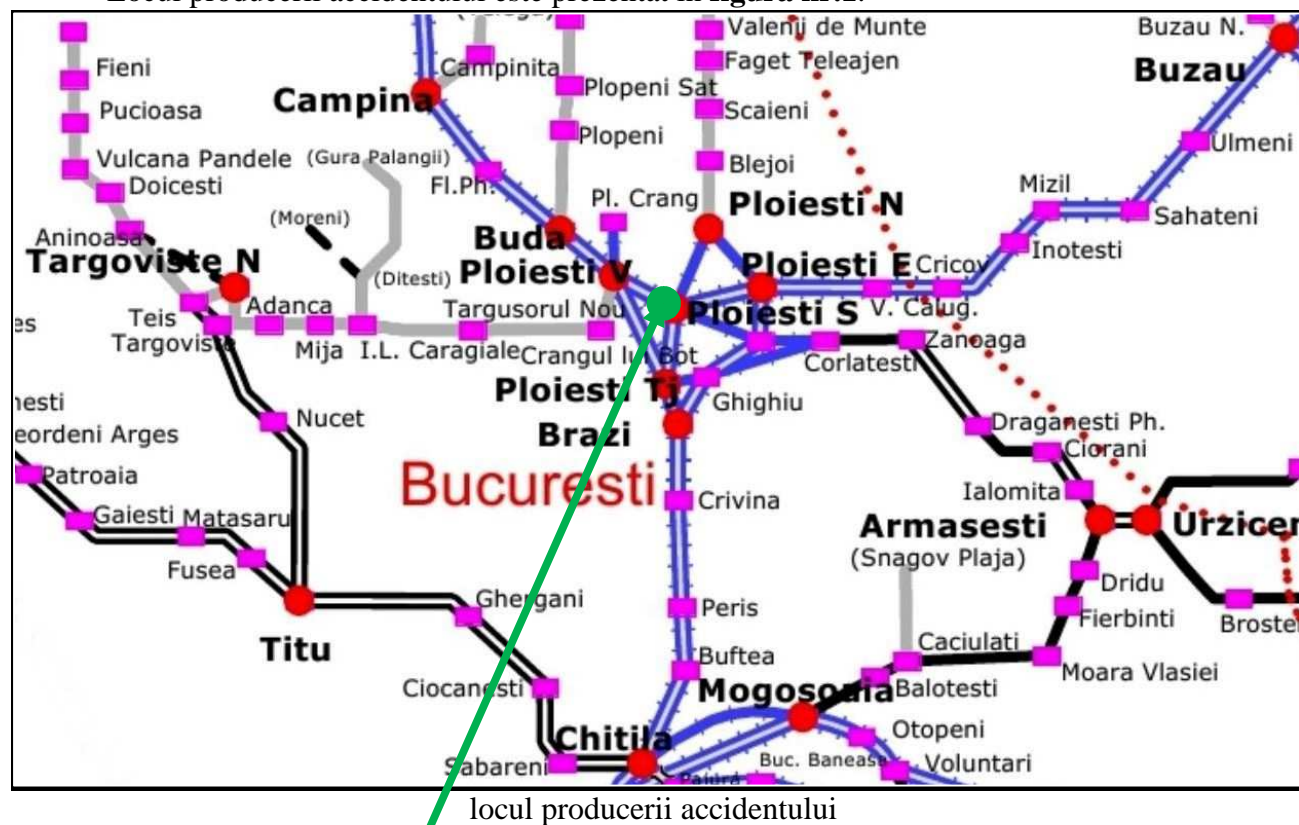 Locul producerii accidentului este prezentat în figura nr.1.
Valenii de Munte
Buzau N.
Fieni
Campinita
Faget Teleajen
Buzau
Campina
Plopeni Sat
Pucioasa
Scaieni
Plopeni
Ulmeni
Vulcana Pandele
(Gura Palangii)
Blejoi
Doicesti
Fl.Ph.
Pl. Crang
Mizil
Ploiesti N
Sahateni
(Moreni)
Aninoasa
Buda
Inotesti
Targoviste N
Ploiesti V
Ploiesti E
Cricov
(Ditesti)
Adanca
Targusorul Nou
Ploiesti S
V. Calug.
Teis
Targoviste
Mija
I.L. Caragiale
Crangul lui Bot
Zanoaga
Corlatesti
Ploiesti Tj
Ghighiu
nesti
Nucet
Draganesti Ph.
eordeni Arges
Brazi
Ciorani
Patroaia
Bucuresti
Crivina
Ialomita
Gaiesti
Matasaru
Armasesti
Urzicen
(Snagov Plaja)
Fusea
Dridu
Ghergani
Peris
Fierbinti
Broste
Titu
Caciulati
Buftea
Moara Vlasiei
Ciocanesti
Mogosoaia
Balotesti
Otopeni
Chitila
Buc. Baneasa
Sabareni
Voluntari
locul producerii accidentului